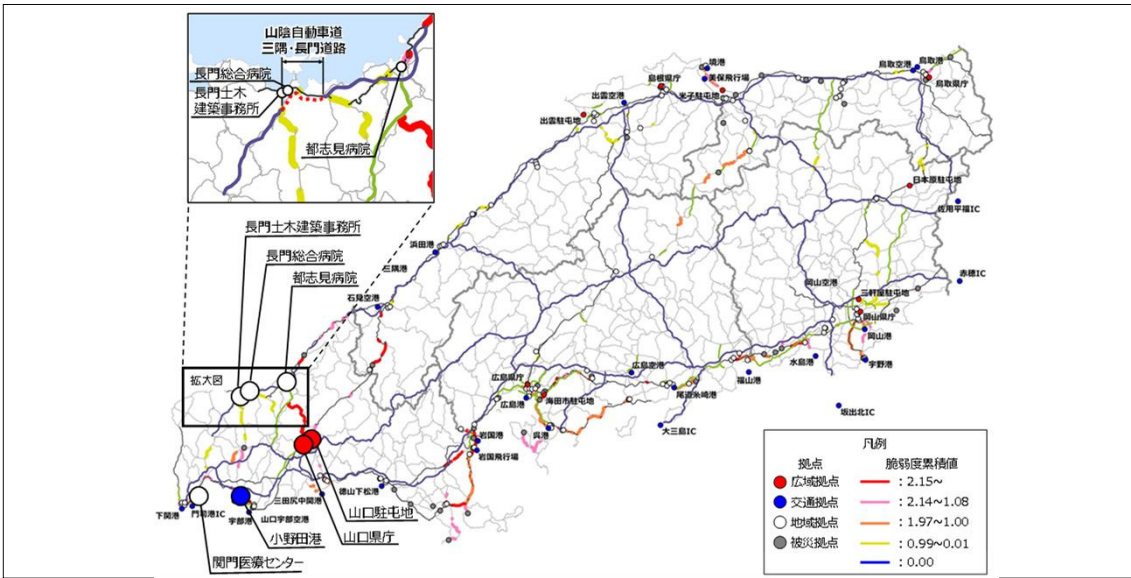 山陰自動車道
三隅・長門道路
長門総合病院
長門土木
建築事務所
都志見病院
長門土木建築事務所
長門総合病院
都志見病院
拡大図
境港
美保飛行場
島根県庁
米子駐屯地
出雲空港
出雲駐屯地
鳥取空港
鳥取港
鳥取県庁
日本原駐屯地
佐用平福IC
赤穂IC
浜田港
三隅港
石見空港
岡山空港
三軒屋駐屯地
岡山県庁
岡山港
宇野港
水島港
福山港
坂出北IC
広島空港
広島県庁
広島港
海田市駐屯地
尾道糸崎港
大三島IC
呉港
岩国港
岩国飛行場
徳山下松港
三田尻中関港
山口駐屯地
山口県庁
下関港
門司港IC
宇部港
山口宇部空港
小野田港
関門医療センター
凡例
拠点
脆弱度累積値
広域拠点
:2.15~
交通拠点
:2.14~1.08
地域拠点
:1.97~1.00
被災拠点
:0.99~0.01
:0.00